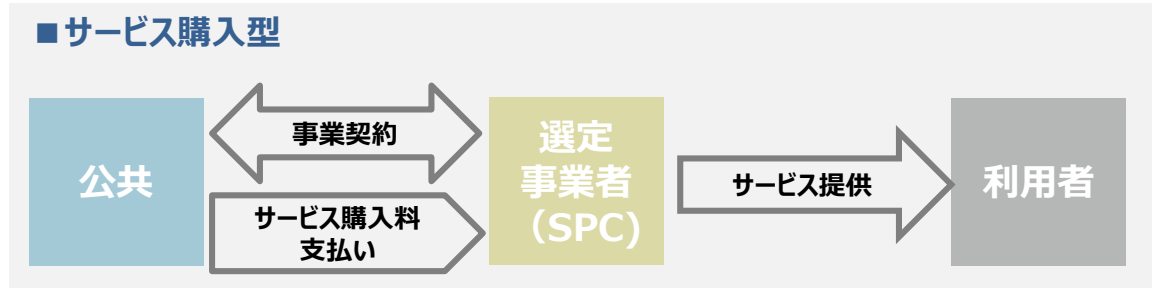 ■サービス購入型
公共
事業契約
サービス購入料
支払い
選定
事業者
（SPC)
サービス提供
利用者